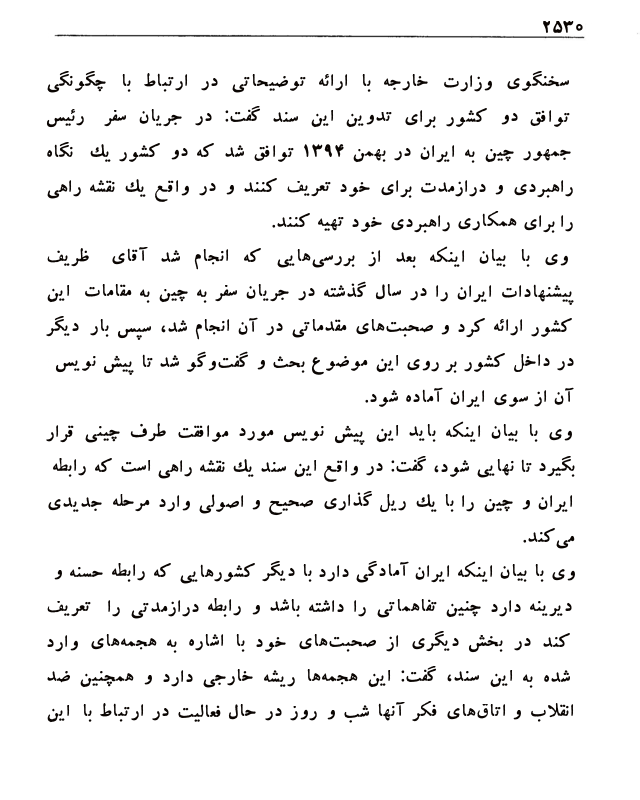 ۲۵۳۰
سخنگوی وزارت خارجه با ارائه توضیحاتی در ارتباط با چگونگی
توافق دو کشور برای تدوین این سند گفت: در جریان سفر رئیس
جمهور چین به ایران در بهمن ۱۳۹۴ توافق شد که دو کشور یك نگاه
راهبردی و درازمدت برای خود تعریف کنند و در واقع یك نقشه راهی
را برای همکاری راهبردی خود تهیه کنند.
وی با بیان اینکه بعد از بررسی‌هایی که انجام شد آقای ظریف
پیشنهادات ایران را در سال گذشته در جریان سفر به چین به مقامات این
کشور ارائه کرد و صحبت‌های مقدماتی در آن انجام شد، سپس بار دیگر
در داخل کشور بر روی این موضوع بحث و گفت‌وگو شد تا پیش نویس
آن از سوی ایران آماده شود.
وی با بیان اینکه باید این پیش نویس مورد موافقت طرف چینی قرار
بگیرد تا نهایی شود، گفت: در واقع این سند یك نقشه راهی است که رابطه
ایران و چین را با یك ریل گذاری صحیح و اصولی وارد مرحله جدیدی
می‌کند.
وی با بیان اینکه ایران آمادگی دارد با دیگر کشورهایی که رابطه حسنه و
دیرینه دارد چنین تفاهماتی را داشته باشد و رابطه درازمدتی را تعریف
کند در بخش دیگری از صحبت‌های خود با اشاره به هجمه‌های وارد
شده به این سند، گفت: این هجمه‌ها ریشه خارجی دارد و همچنین ضد
انقلاب و اتاق‌های فکر آنها شب و روز در حال فعالیت در ارتباط با این